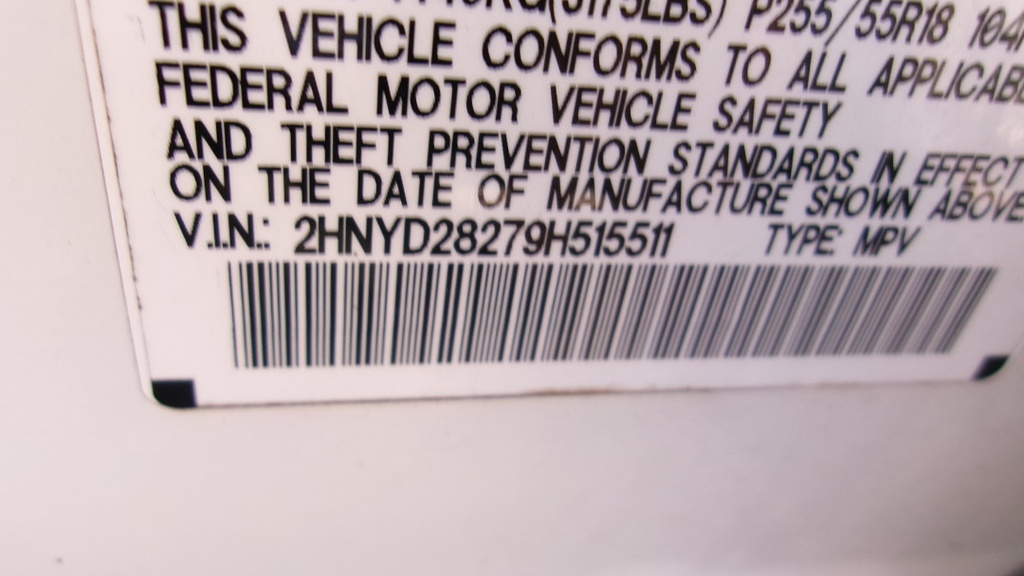 (3175LBS) P255/55R18
THIS VEHICLE CONFORMS TO ALL
FEDERAL MOTOR VEHICLE SAFETY
AND THEFT PREVENTION STANDARDS IN EFFECT
ON THE DATE OF MANUFACTURE SHOWN ABOVE
V.I.N.: 2HNYD28279H515511 TYPE: MPV